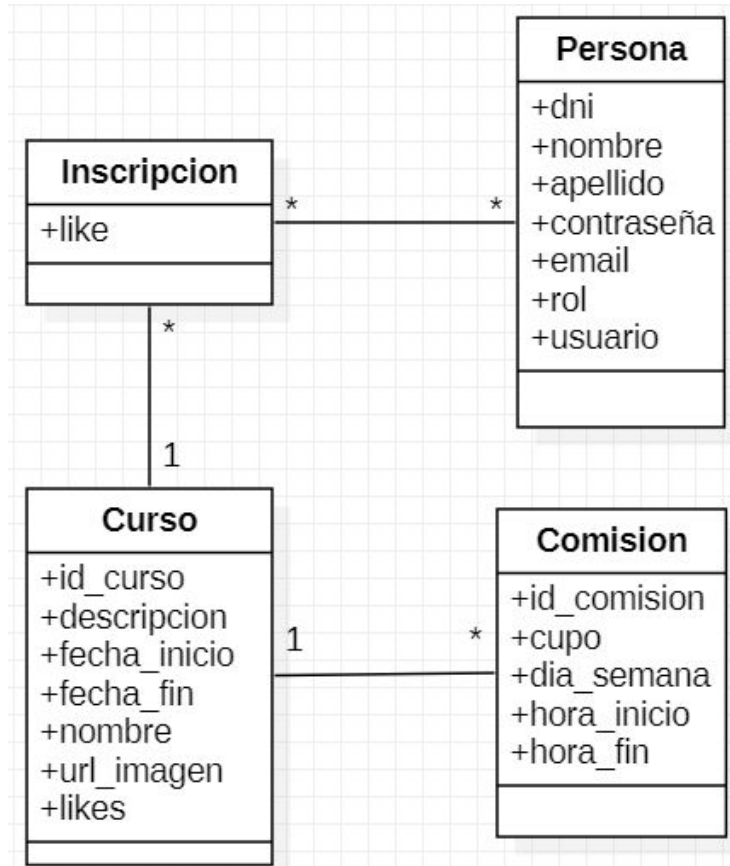 Persona
+dni
+nombre
+apellido
+contraseña
+email
+rol
+usuario
Inscripcion
+like
* *
*
1
Curso
+id_curso
+descripcion
+fecha_inicio
+fecha_fin
+nombre
+url_imagen
+likes
1 *
Comision
+id_comision
+cupo
+dia_semana
+hora_inicio
+hora_fin